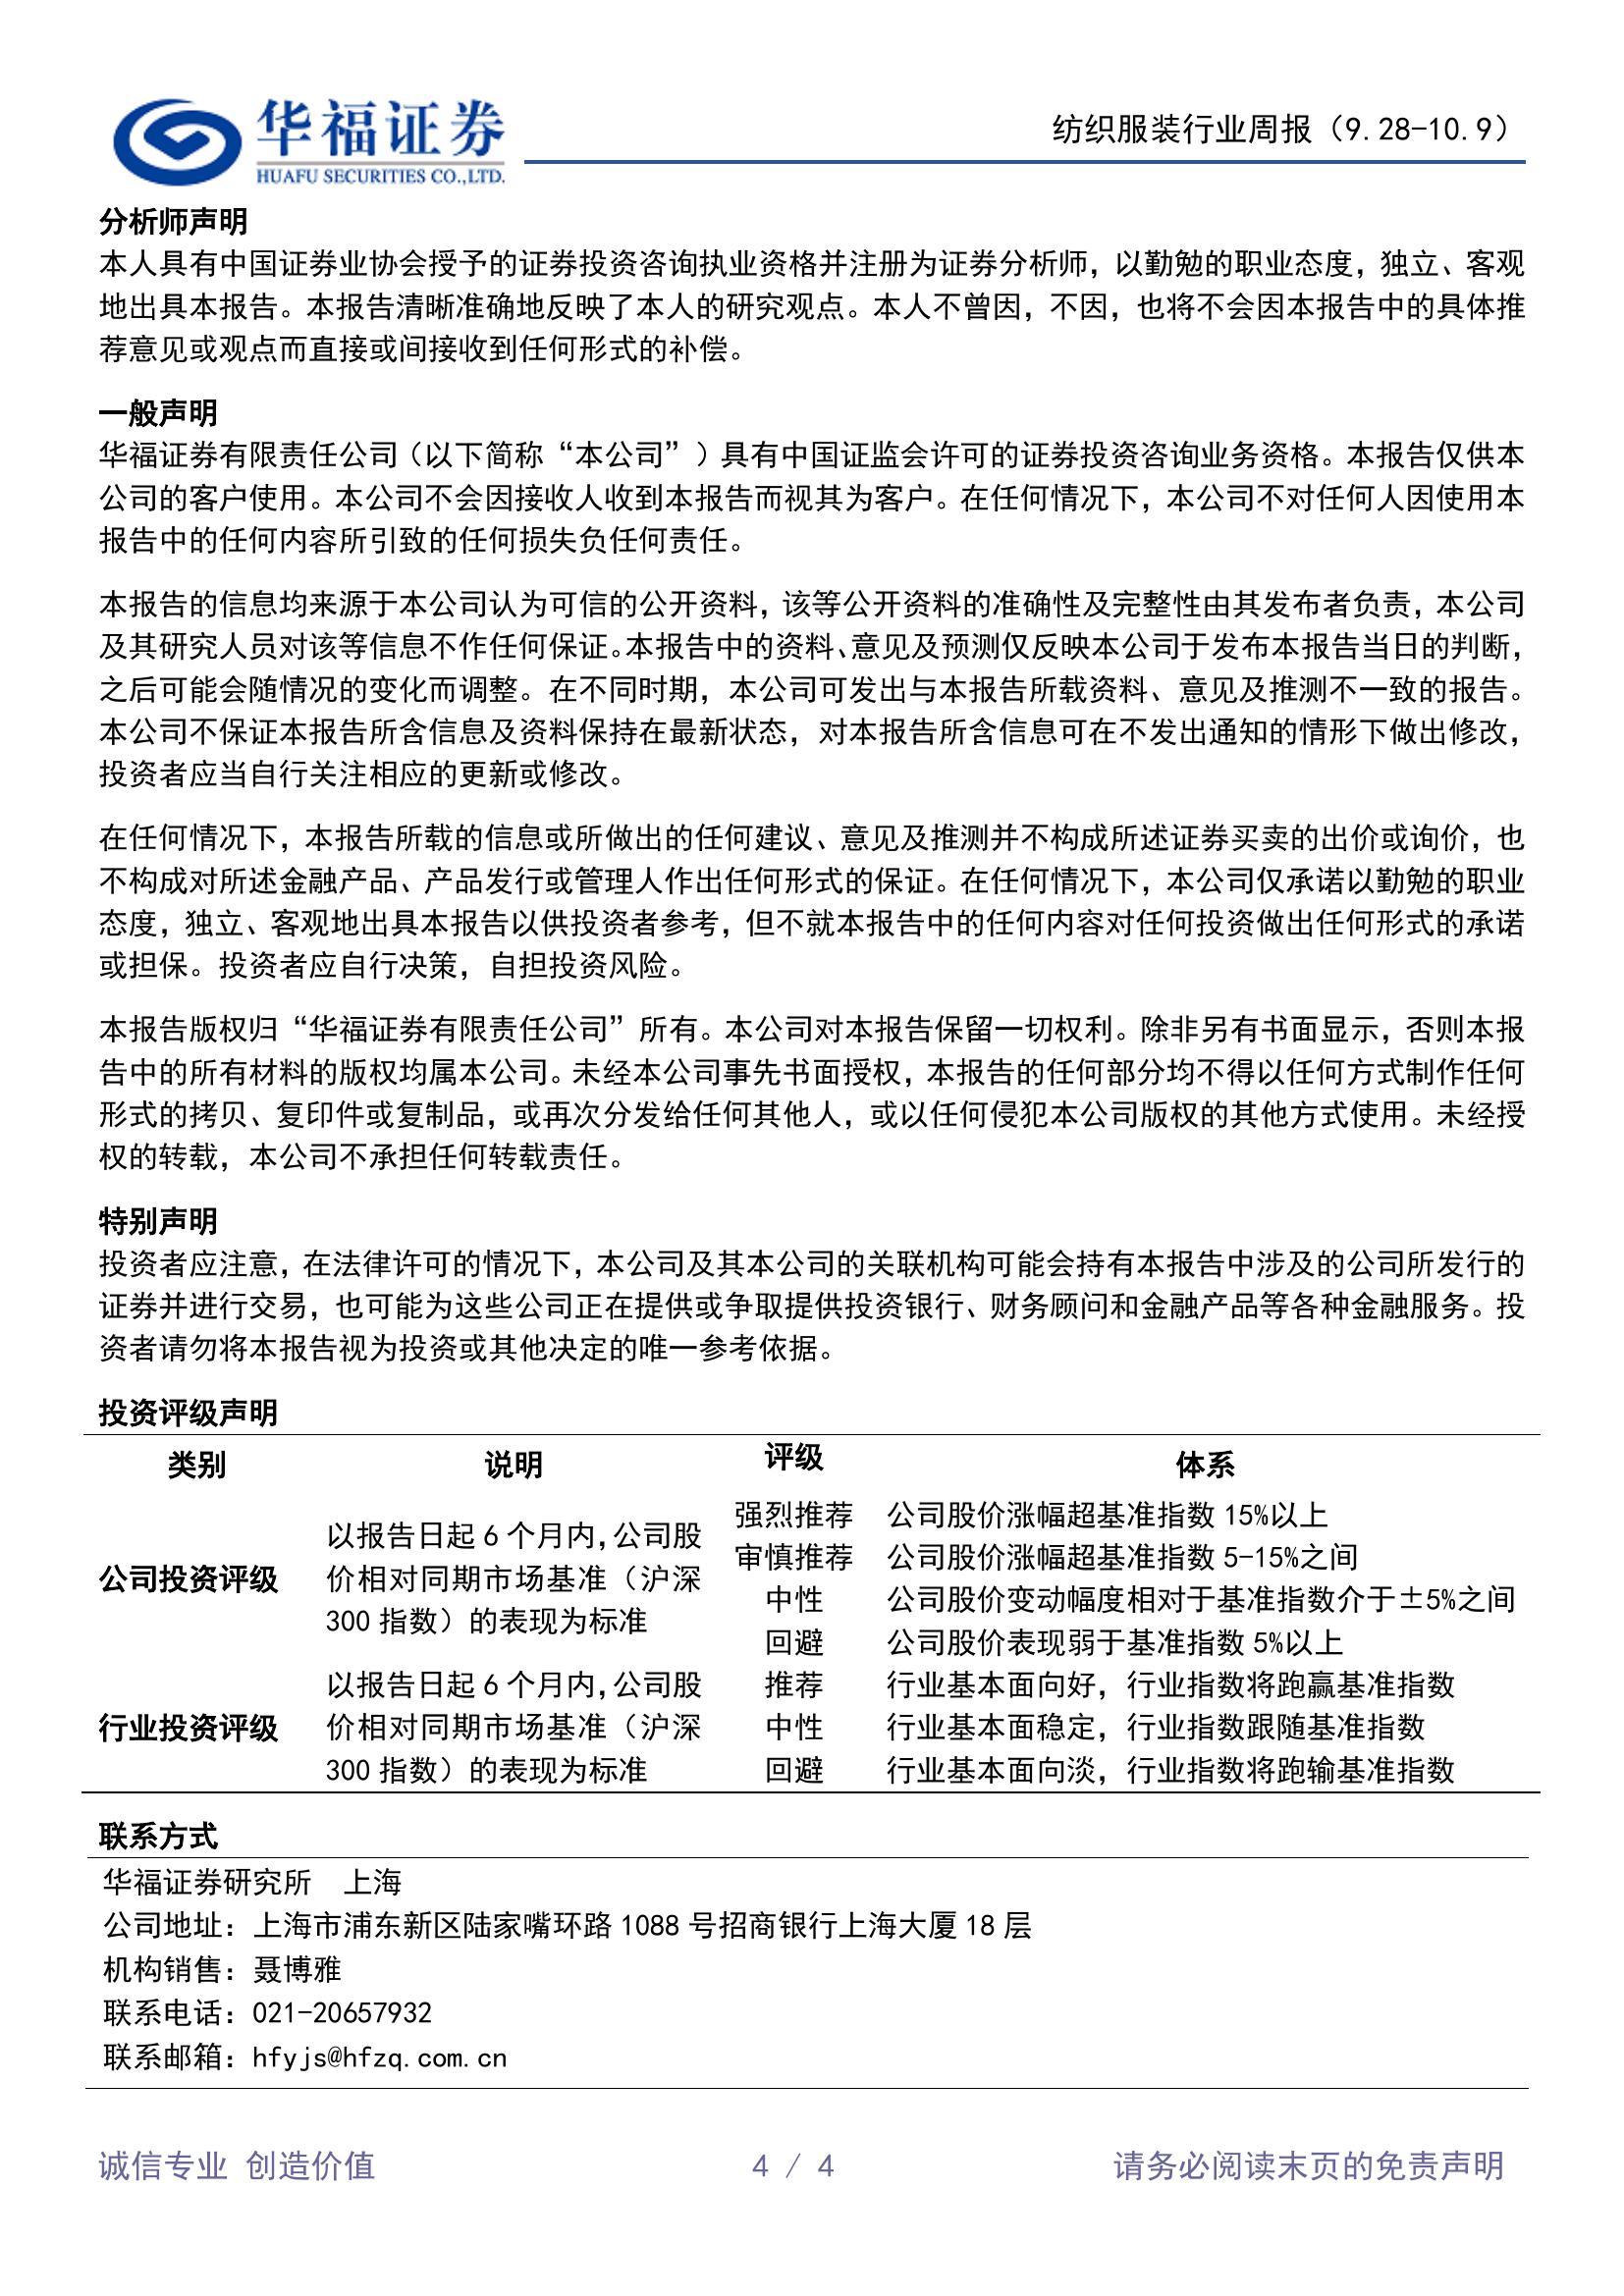 华福证券
HUAFU SECURITIES CO.,LTD.
纺织服装行业周报（9.28-10.9）
分析师声明
本人具有中国证券业协会授予的证券投资咨询执业资格并注册为证券分析师，以勤勉的职业态度，独立、客观
地出具本报告。本报告清晰准确地反映了本人的研究观点。本人不曾因，不因，也将不会因本报告中的具体推
荐意见或观点而直接或间接收到任何形式的补偿。
一般声明
华福证券有限责任公司（以下简称“本公司”）具有中国证监会许可的证券投资咨询业务资格。本报告仅供本
公司的客户使用。本公司不会因接收人收到本报告而视其为客户。在任何情况下，本公司不对任何人因使用本
报告中的任何内容所引致的任何损失负任何责任。
本报告的信息均来源于本公司认为可信的公开资料，该等公开资料的准确性及完整性由其发布者负责，本公司
及其研究人员对该等信息不作任何保证。本报告中的资料、意见及预测仅反映本公司于发布本报告当日的判断，
之后可能会随情况的变化而调整。在不同时期，本公司可发出与本报告所载资料、意见及推测不一致的报告。
本公司不保证本报告所含信息及资料保持在最新状态，对本报告所含信息可在不发出通知的情形下做出修改，
投资者应当自行关注相应的更新或修改。
在任何情况下，本报告所载的信息或所做出的任何建议、意见及推测并不构成所述证券买卖的出价或询价，也
不构成对所述金融产品、产品发行或管理人作出任何形式的保证。在任何情况下，本公司仅承诺以勤勉的职业
态度，独立、客观地出具本报告以供投资者参考，但不就本报告中的任何内容对任何投资做出任何形式的承诺
或担保。投资者应自行决策，自担投资风险。
本报告版权归“华福证券有限责任公司”所有。本公司对本报告保留一切权利。除非另有书面显示，否则本报
告中的所有材料的版权均属本公司。未经本公司事先书面授权，本报告的任何部分均不得以任何方式制作任何
形式的拷贝、复印件或复制品，或再次分发给任何其他人，或以任何侵犯本公司版权的其他方式使用。未经授
权的转载，本公司不承担任何转载责任。
特别声明
投资者应注意，在法律许可的情况下，本公司及其本公司的关联机构可能会持有本报告中涉及的公司所发行的
证券并进行交易，也可能为这些公司正在提供或争取提供投资银行、财务顾问和金融产品等各种金融服务。投
资者请勿将本报告视为投资或其他决定的唯一参考依据。
投资评级声明
类别 说明 评级 体系
公司投资评级
以报告日起 6 个月内，公司股
价相对同期市场基准（沪深
300 指数）的表现为标准
强烈推荐 公司股价涨幅超基准指数 15%以上
审慎推荐 公司股价涨幅超基准指数 5-15%之间
中性 公司股价变动幅度相对于基准指数介于±5%之间
回避 公司股价表现弱于基准指数 5%以上
行业投资评级
以报告日起 6 个月内，公司股
价相对同期市场基准（沪深
300 指数）的表现为标准
推荐 行业基本面向好，行业指数将跑赢基准指数
中性 行业基本面稳定，行业指数跟随基准指数
回避 行业基本面向淡，行业指数将跑输基准指数
联系方式
华福证券研究所 上海
公司地址：上海市浦东新区陆家嘴环路 1088 号招商银行上海大厦 18 层
机构销售：聂博雅
联系电话：021-20657932
联系邮箱：hfyjs@hfzq.com.cn
诚信专业 创造价值 4 / 4 请务必阅读末页的免责声明